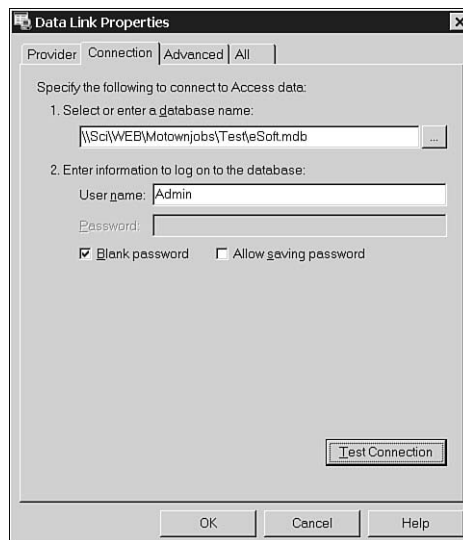 Data Link Properties
Provider Connection Advanced All
Specify the following to connect to Access data:
1. Select or enter a database name:
\\Sci\WEB\Motownjobs\Test\eSoft.mdb ...
2. Enter information to log on to the database:
User name: Admin
Password:
Blank password Allow saving password
Test Connection
OK Cancel Help